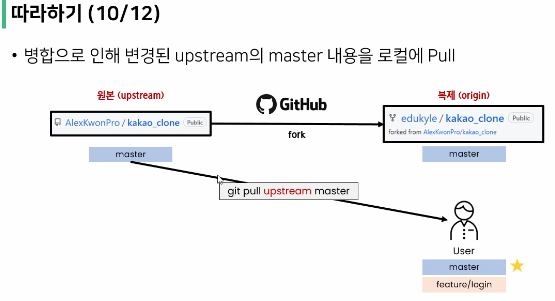 따라하기 (10/12)
• 병합으로 인해 변경된 upstream의 master 내용을 로컬에 Pull
원본 (upstream)
복제 (origin)
AlexKwonPro / kakao_clone Public
GitHub
fork
edukyle / kakao_clone Public
forked from AlexKwonPro/kakao_clone
master
master
git pull upstream master
User
master
feature/login